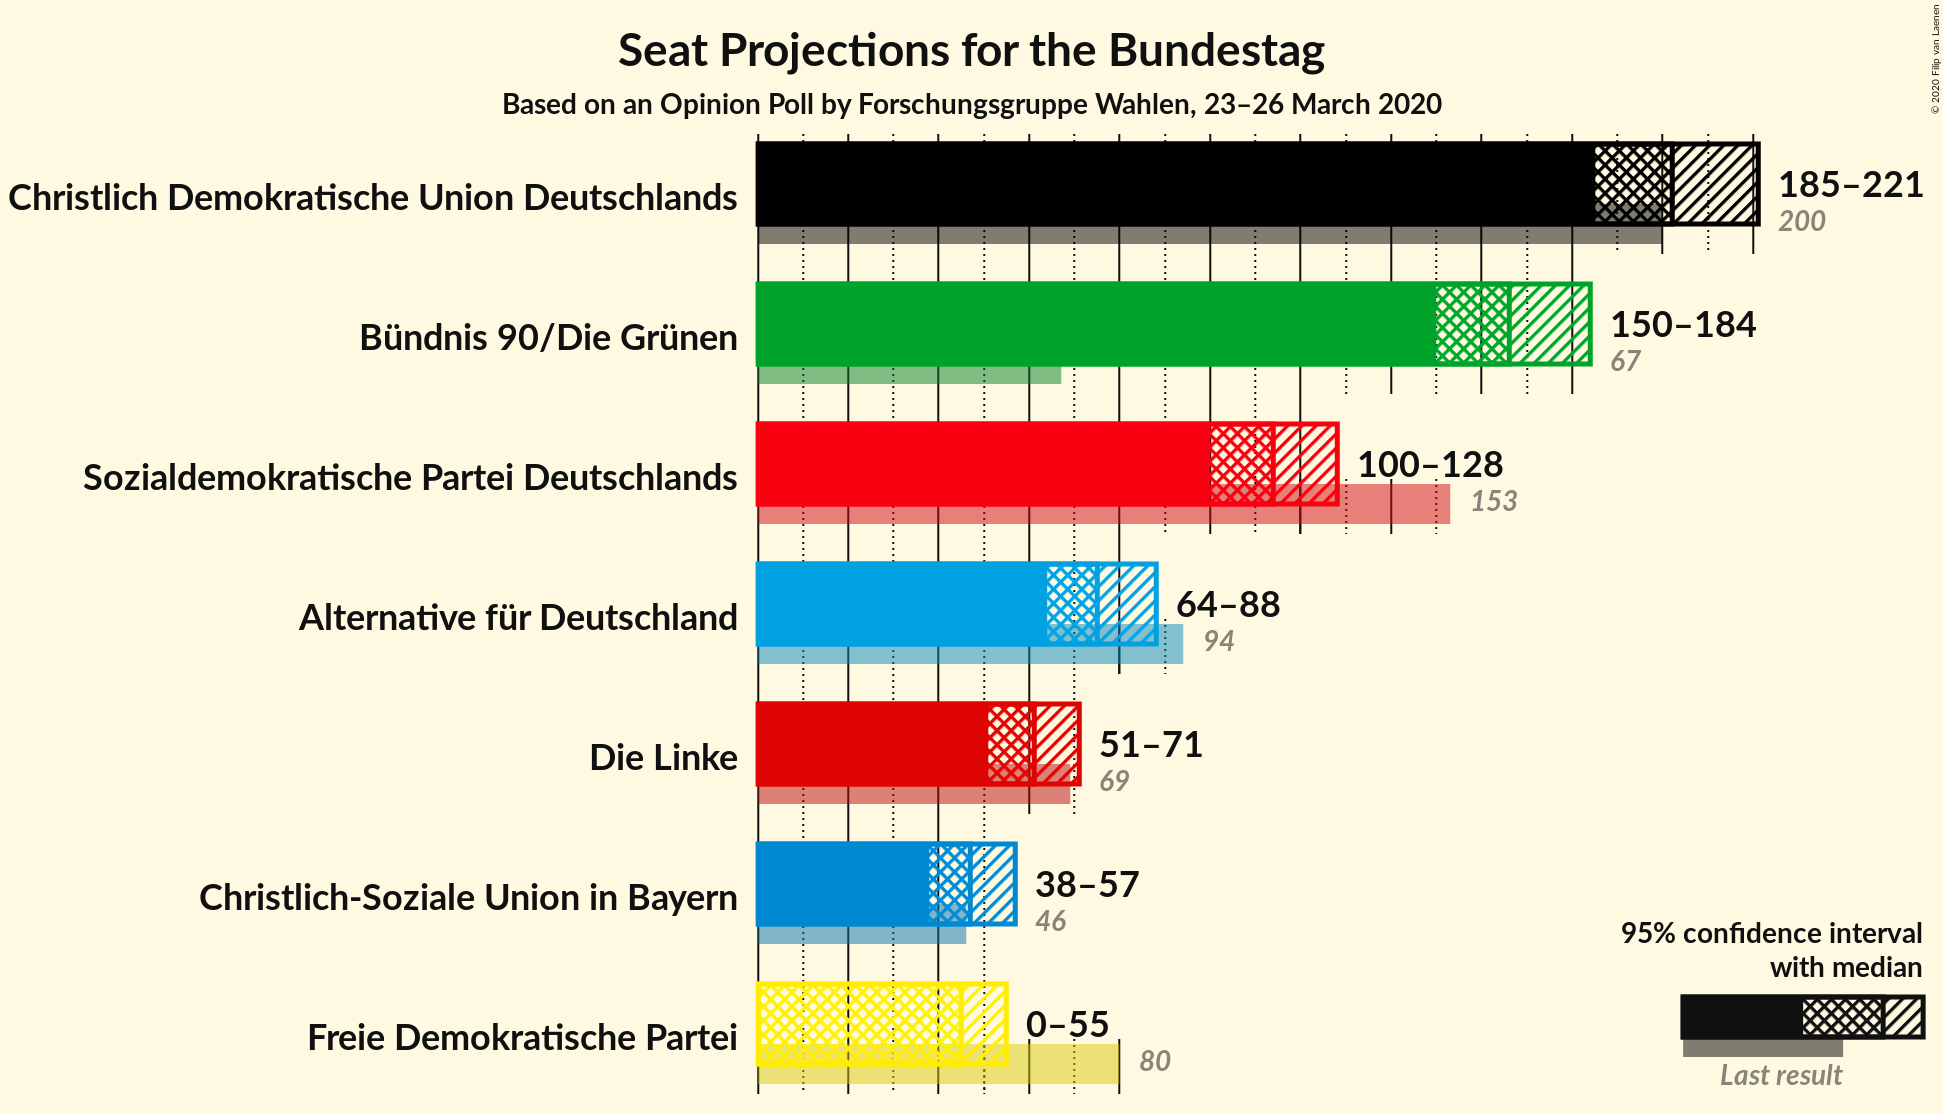 Seat Projections for the Bundestag
Based on an Opinion Poll by Forschungsgruppe Wahlen, 23–26 March 2020
© 2020 Filip van Laenen
Christlich Demokratische Union Deutschlands
185–221
200
Bündnis 90/Die Grünen
150–184
67
Sozialdemokratische Partei Deutschlands
100–128
153
Alternative für Deutschland
64–88
94
Die Linke
51–71
69
Christlich-Soziale Union in Bayern
38–57
46
Freie Demokratische Partei
0–55
80
95% confidence interval
with median
Last result